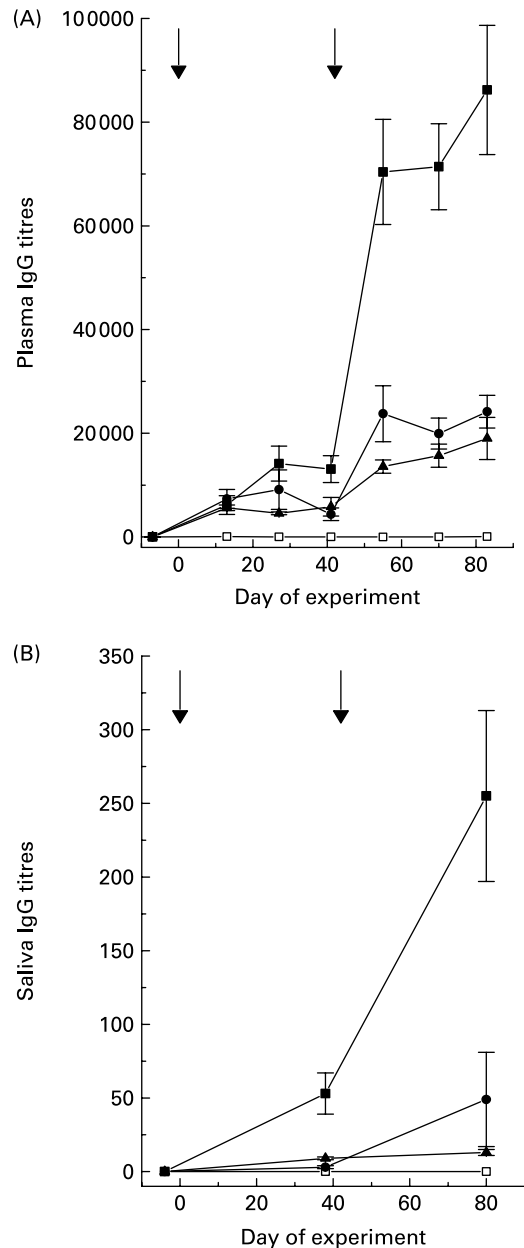 (A)
100000
80000
60000
40000
20000
0
Plasma IgG titres
0 20 40 60 80
Day of experiment
(B)
350
300
250
200
150
100
50
0
Saliva IgG titres
0 20 40 60 80
Day of experiment